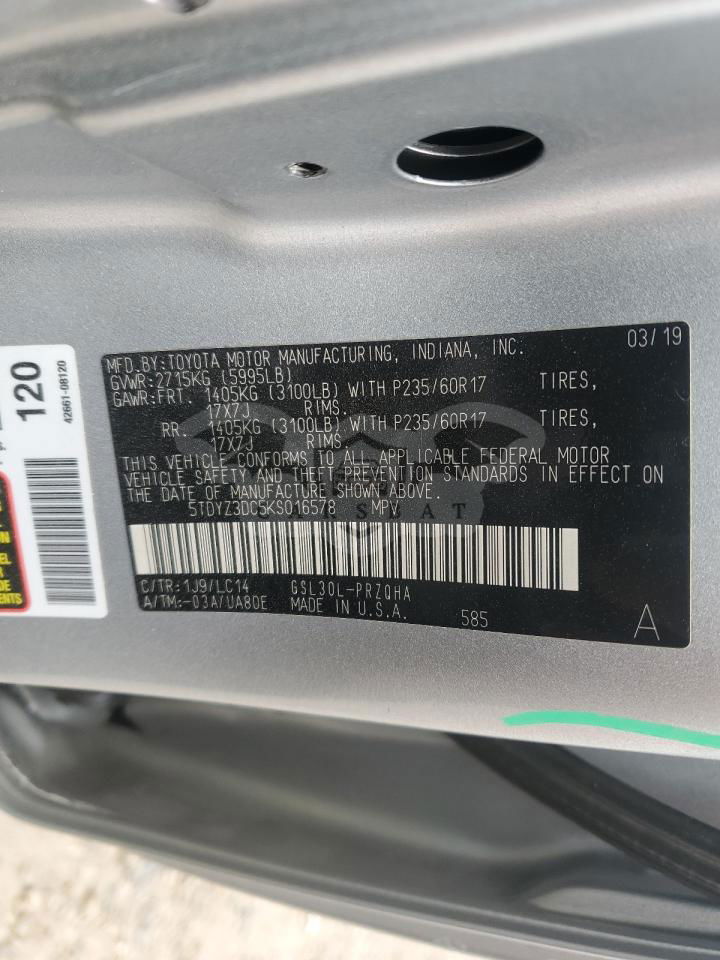 MFD.BY:TOYOTA MOTOR MANUFACTURING, INDIANA, INC. 03/19
GVWR:2715KG (5995LB)
GAWR:FRT. 1405KG (3100LB) WITH P235/60R17 TIRES,
17X7J RIMS.
RR. 1405KG (3100LB) WITH P235/60R17 TIRES,
17X7J RIMS.
THIS VEHICLE CONFORMS TO ALL APPLICABLE FEDERAL MOTOR
VEHICLE SAFETY AND THEFT PREVENTION STANDARDS IN EFFECT ON
THE DATE OF MANUFACTURE SHOWN ABOVE.
5TDYZ3DC5KS016578 MPV
C/TR:1J9/LC14 GSL30L-PRZQHA
A/TM:-03A/UA80E MADE IN U.S.A. 585 A
120
42661-08120